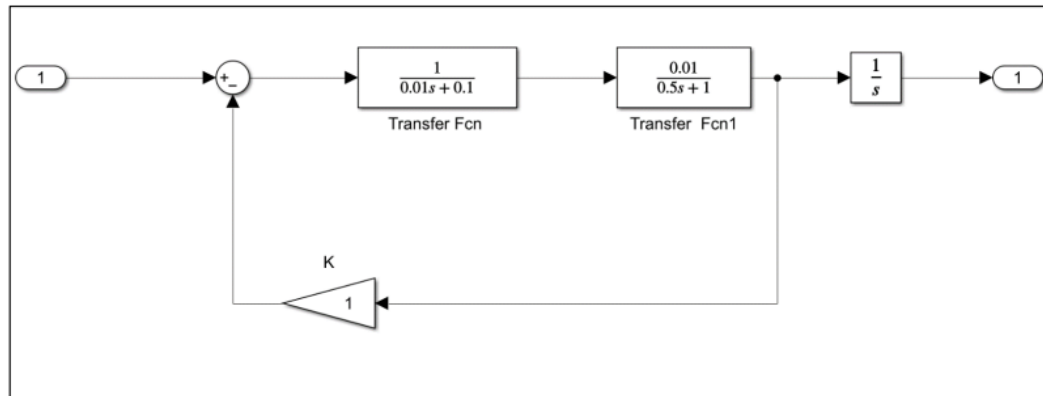 1
+
−
1
0.01s + 0.1
Transfer Fcn
0.01
0.5s + 1
Transfer Fcn1
1
s
1
K
1